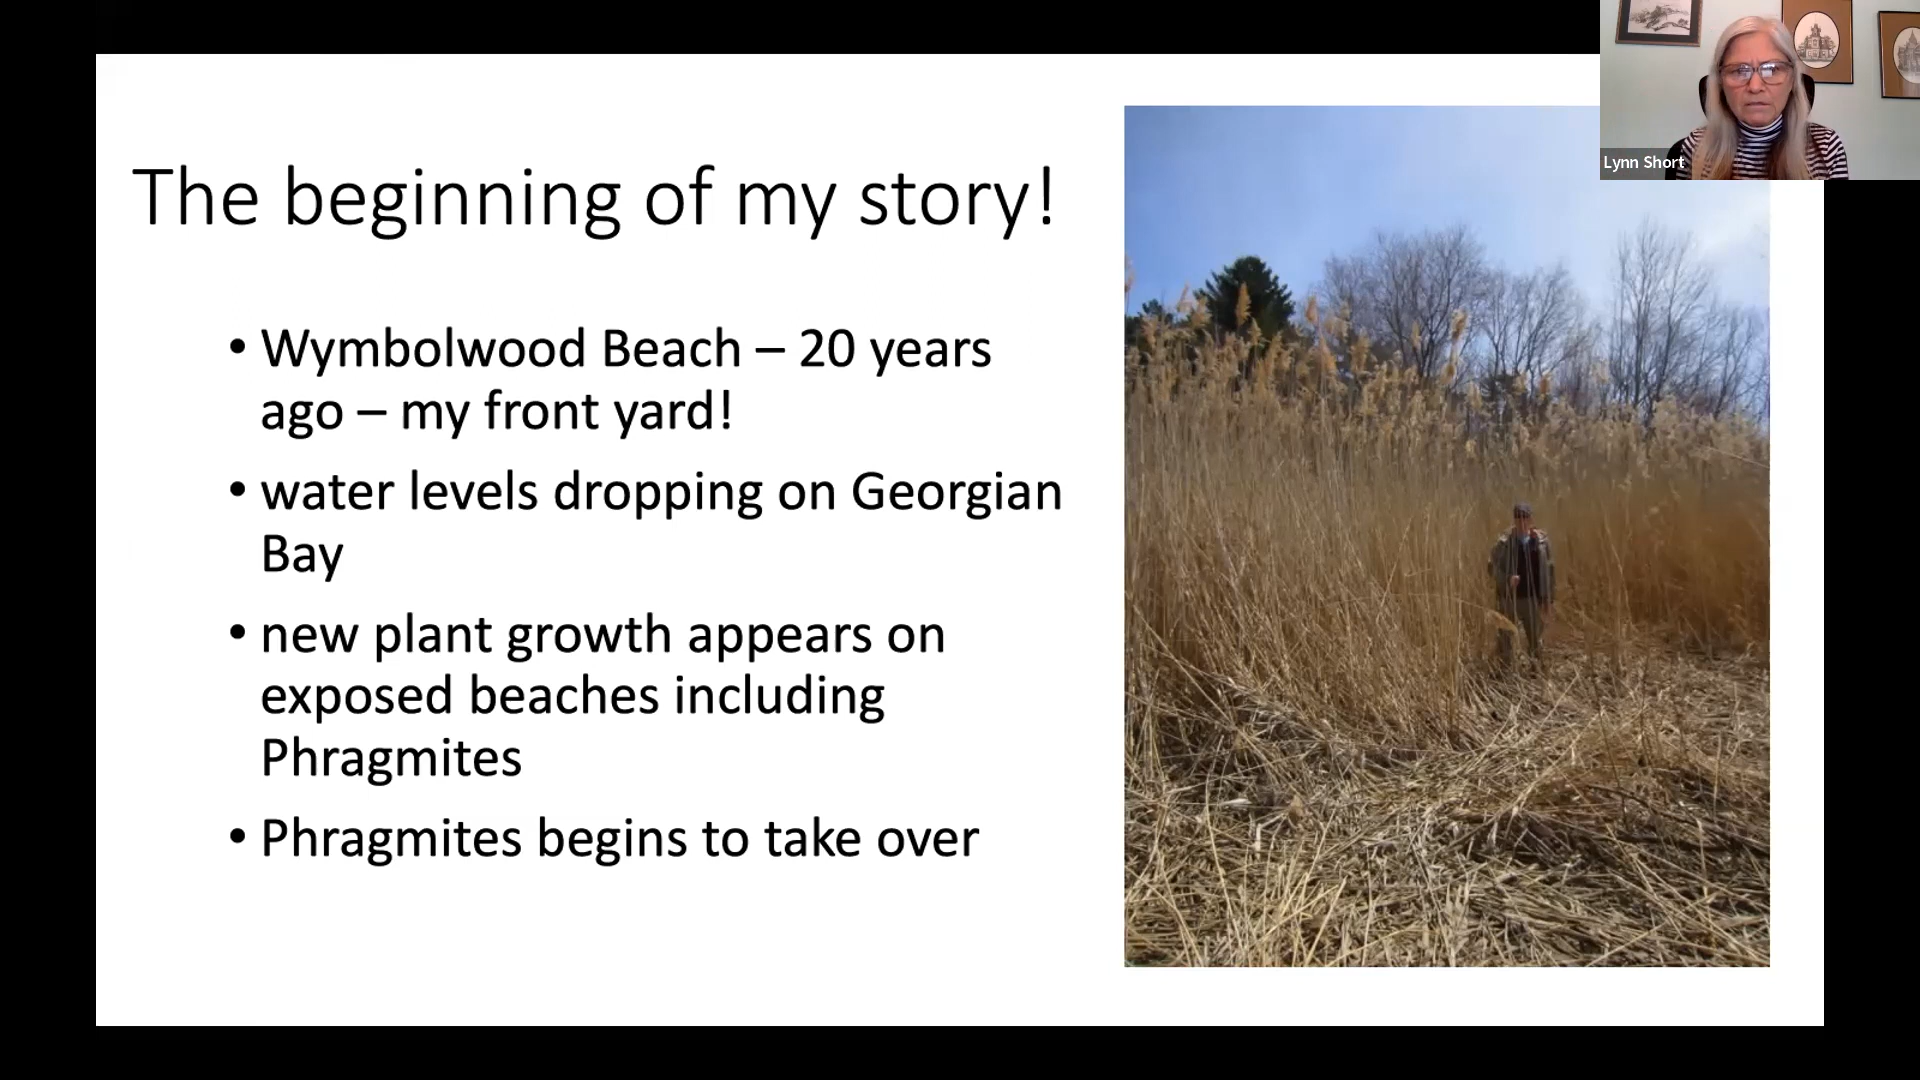 The beginning of my story!
• Wymbolwood Beach – 20 years
ago – my front yard!
• water levels dropping on Georgian
Bay
• new plant growth appears on
exposed beaches including
Phragmites
• Phragmites begins to take over
Lynn Short